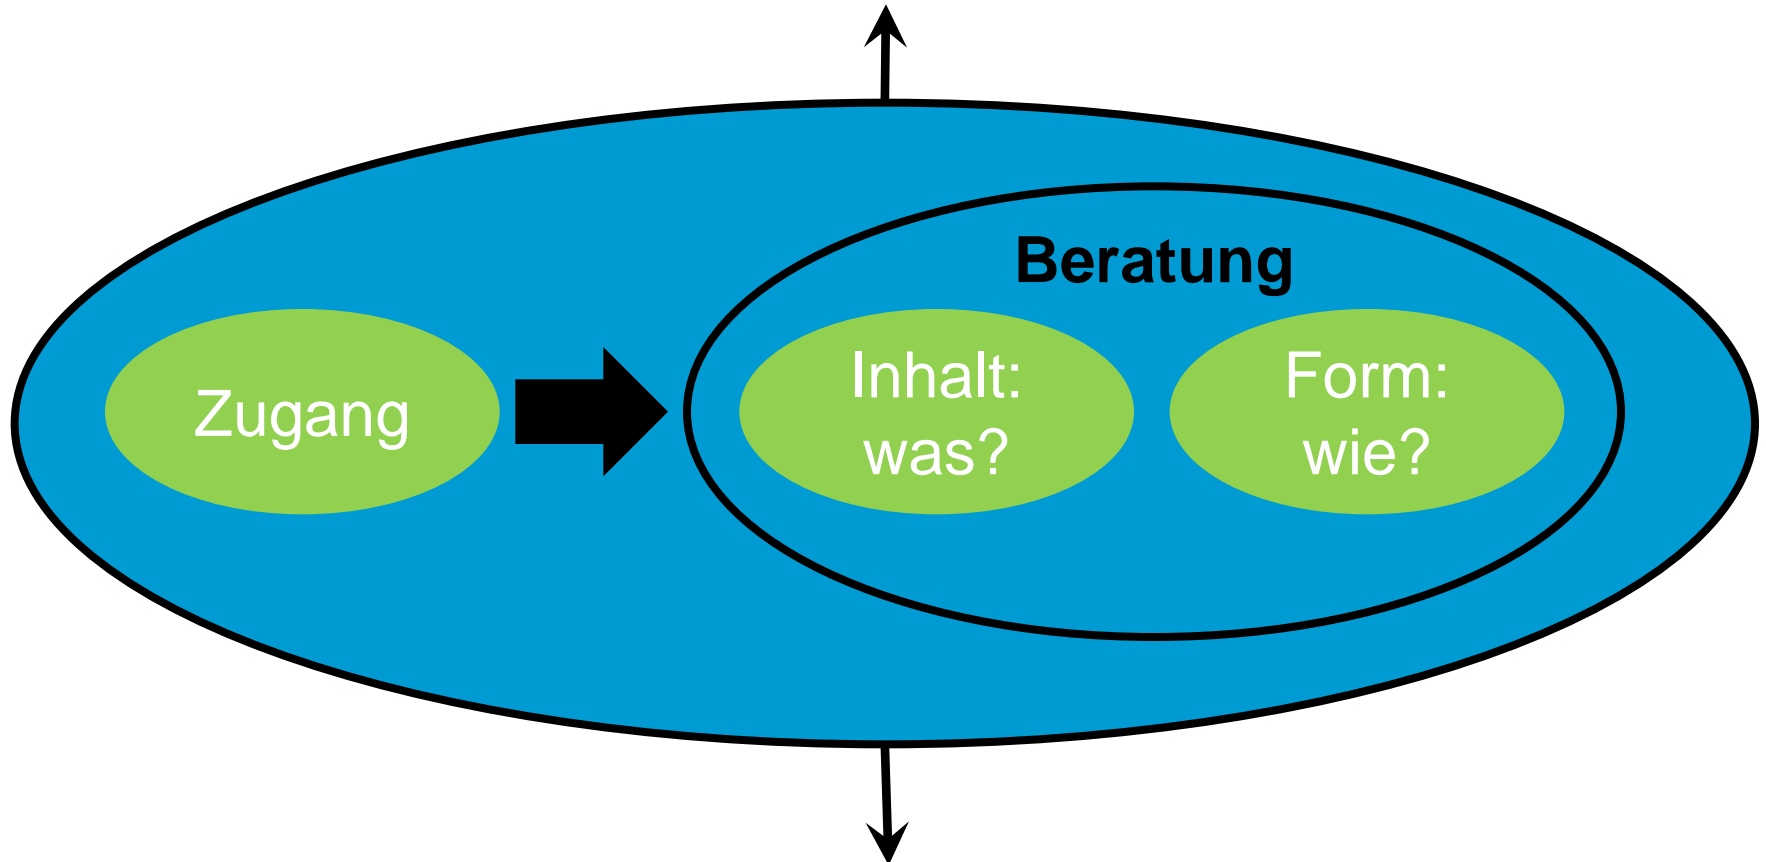 Beratung
Zugang
Inhalt:
was?
Form:
wie?